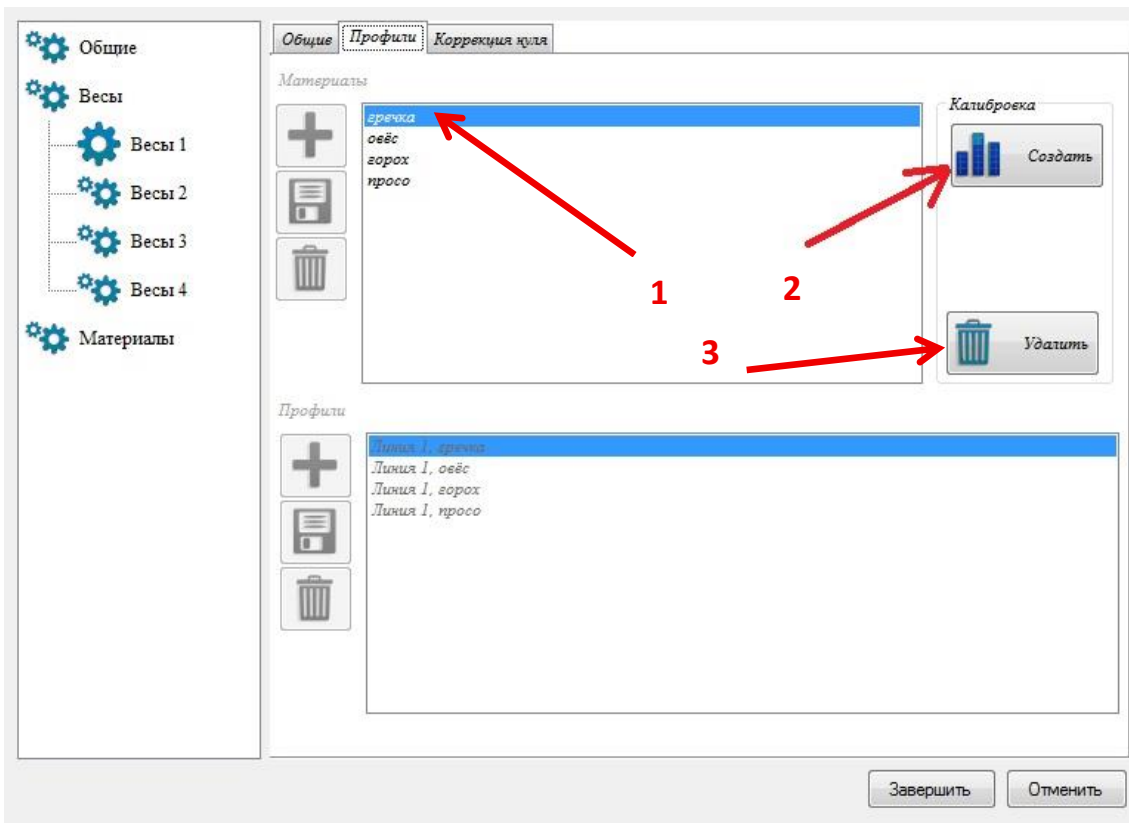 Общие
Весы
Весы 1
Весы 2
Весы 3
Весы 4
Материалы
Общие Профили Коррекция нуля
Материалы
гречка
овёс
горох
просо
Калибровка
Создать
Удалить
1
2
3
Профили
Линия 1, гречка
Линия 1, овёс
Линия 1, горох
Линия 1, просо
Завершить Отменить